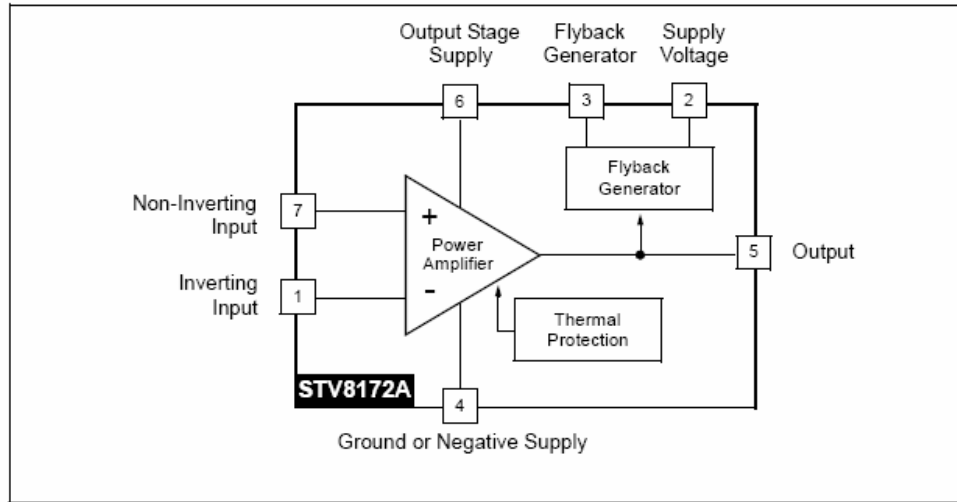 Output Stage
Supply
Flyback
Generator
Supply
Voltage
6
3
2
Flyback
Generator
Non-Inverting
Input
7
+
Power
Amplifier
-
5
Output
Inverting
Input
1
Thermal
Protection
STV8172A
4
Ground or Negative Supply